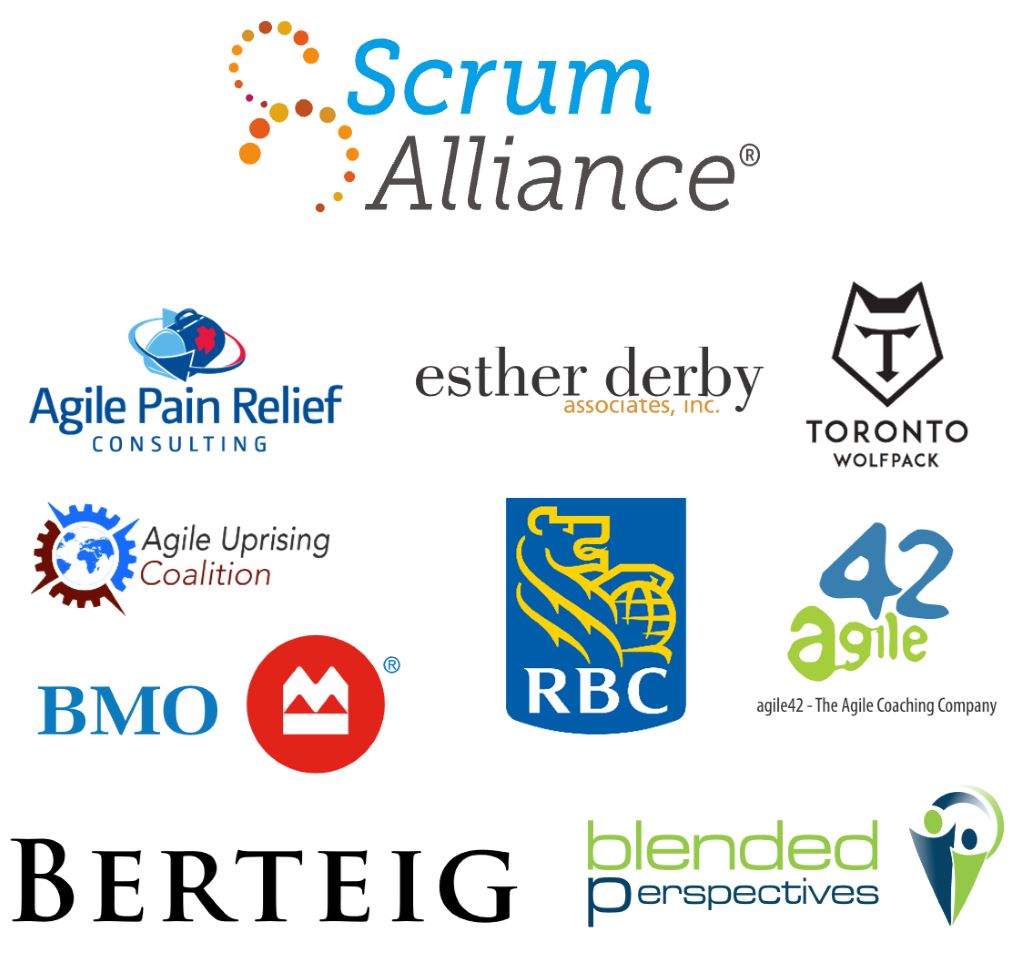 Scrum
Alliance®
Agile Pain Relief
CONSULTING
esther derby
associates, inc.
T
TORONTO
WOLFPACK
Agile Uprising
Coalition
RBC
42
agile
agile42 - The Agile Coaching Company
BMO ®
BERTEIG
blended
perspectives